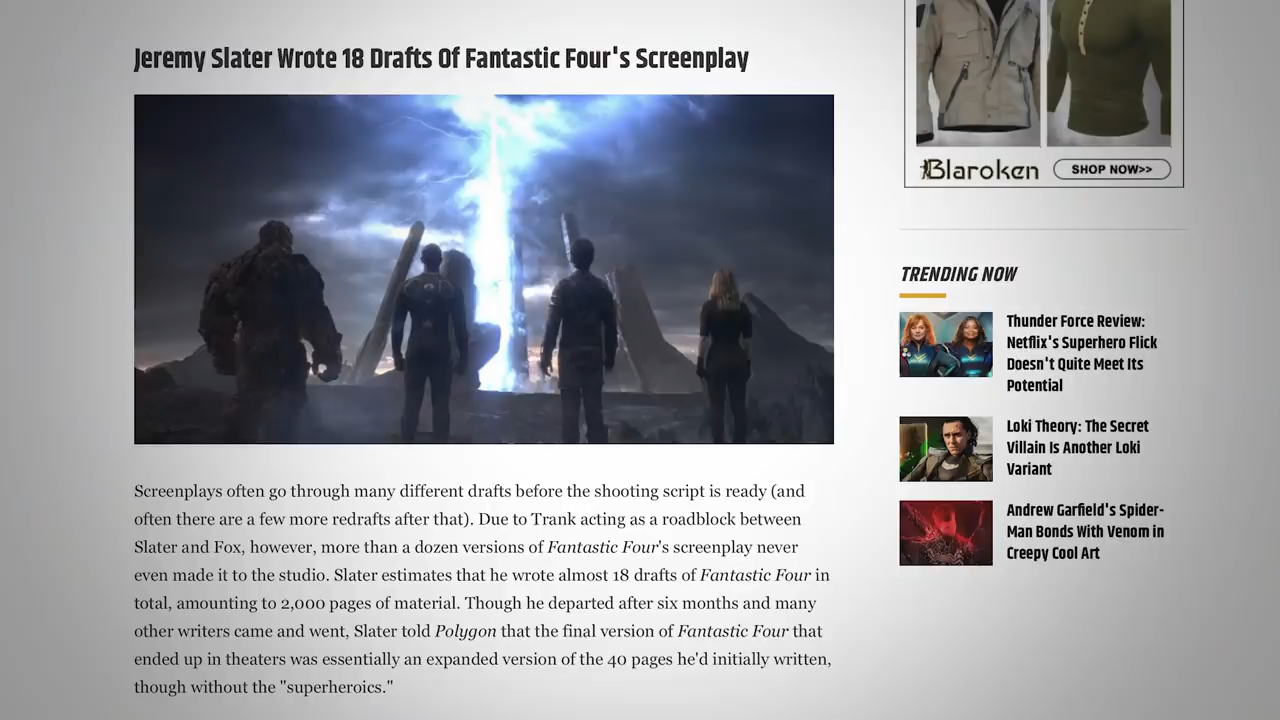 Jeremy Slater Wrote 18 Drafts Of Fantastic Four's Screenplay
Screenplays often go through many different drafts before the shooting script is ready (and
often there are a few more redrafts after that). Due to Trank acting as a roadblock between
Slater and Fox, however, more than a dozen versions of Fantastic Four's screenplay never
even made it to the studio. Slater estimates that he wrote almost 18 drafts of Fantastic Four in
total, amounting to 2,000 pages of material. Though he departed after six months and many
other writers came and went, Slater told Polygon that the final version of Fantastic Four that
ended up in theaters was essentially an expanded version of the 40 pages he'd initially written,
though without the "superheroics."
Blaroken
SHOP NOW>>
TRENDING NOW
Thunder Force Review:
Netflix's Superhero Flick
Doesn't Quite Meet Its
Potential
Loki Theory: The Secret
Villain Is Another Loki
Variant
Andrew Garfield's Spider-
Man Bonds With Venom in
Creepy Cool Art